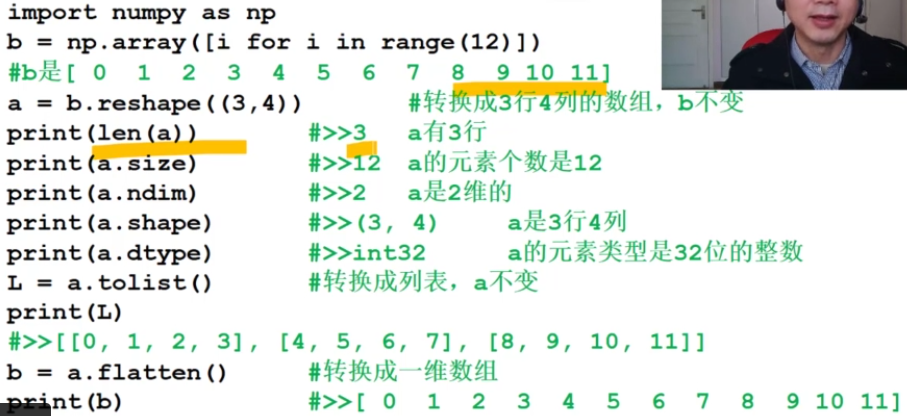 import numpy as np
b = np.array([i for i in range(12)])
#b是[ 0 1 2 3 4 5 6 7 8 9 10 11]
a = b.reshape((3,4)) #转换成3行4列的数组，b不变
print(len(a)) #>>3 a有3行
print(a.size) #>>12 a的元素个数是12
print(a.ndim) #>>2 a是2维的
print(a.shape) #>>(3, 4) a是3行4列
print(a.dtype) #>>int32 a的元素类型是32位的整数
L = a.tolist() #转换成列表，a不变
print(L)
#>>[[0, 1, 2, 3], [4, 5, 6, 7], [8, 9, 10, 11]]
b = a.flatten() #转换成一维数组
print(b) #>>[ 0 1 2 3 4 5 6 7 8 9 10 11]